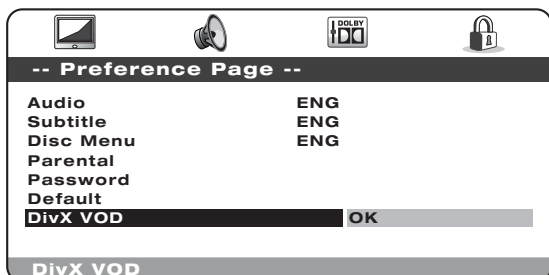 DOLBY
-- Preference Page --
Audio ENG
Subtitle ENG
Disc Menu ENG
Parental
Password
Default
DivX VOD OK
DivX VOD